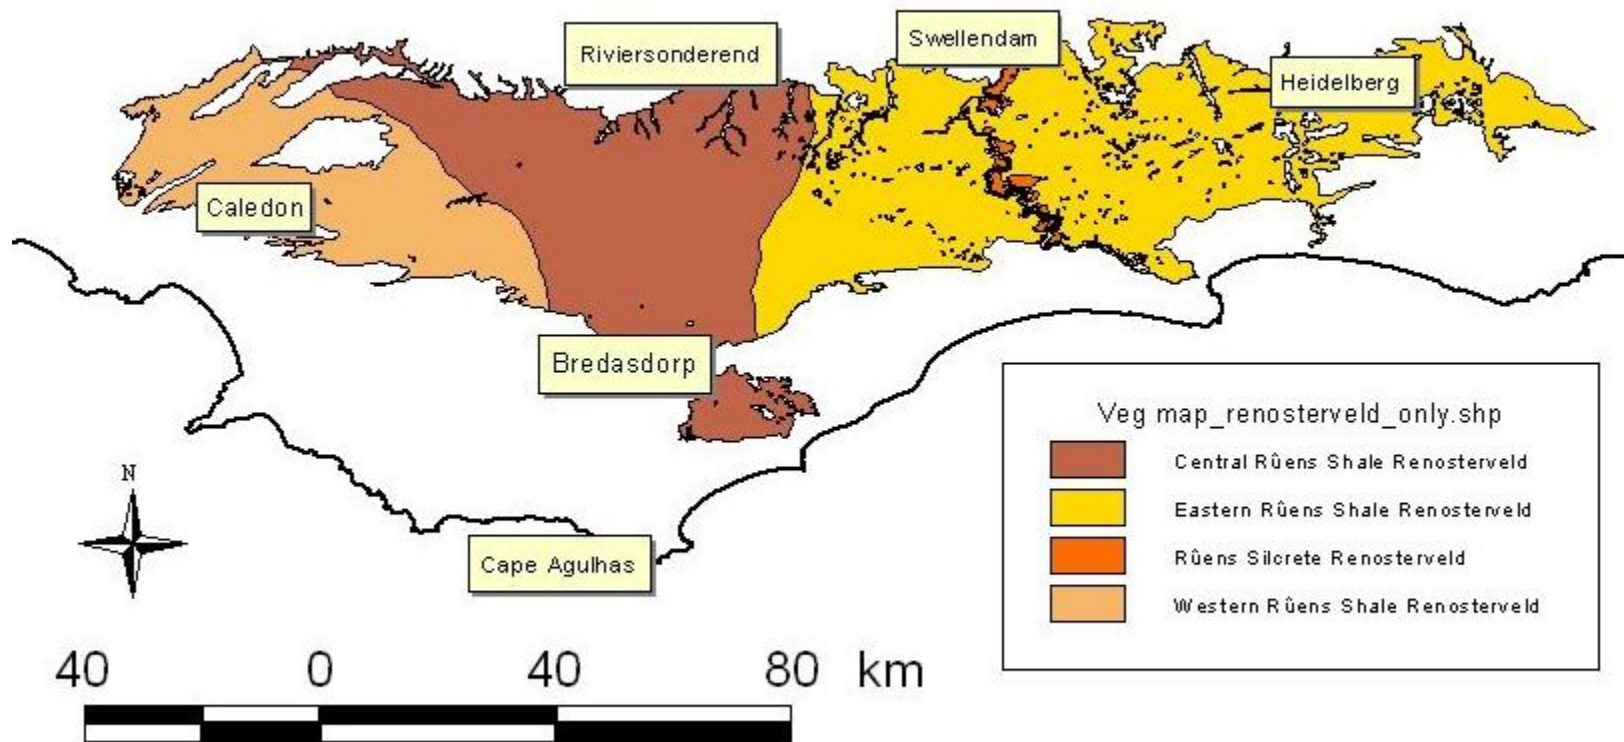 Swellendam
Riviersonderend
Heidelberg
Caledon
Bredasdorp
Cape Agulhas
N
Veg map_renosterveld_only.shp
Central Rûens Shale Renosterveld
Eastern Rûens Shale Renosterveld
Rûens Silcrete Renosterveld
Western Rûens Shale Renosterveld
40 0 40 80 km